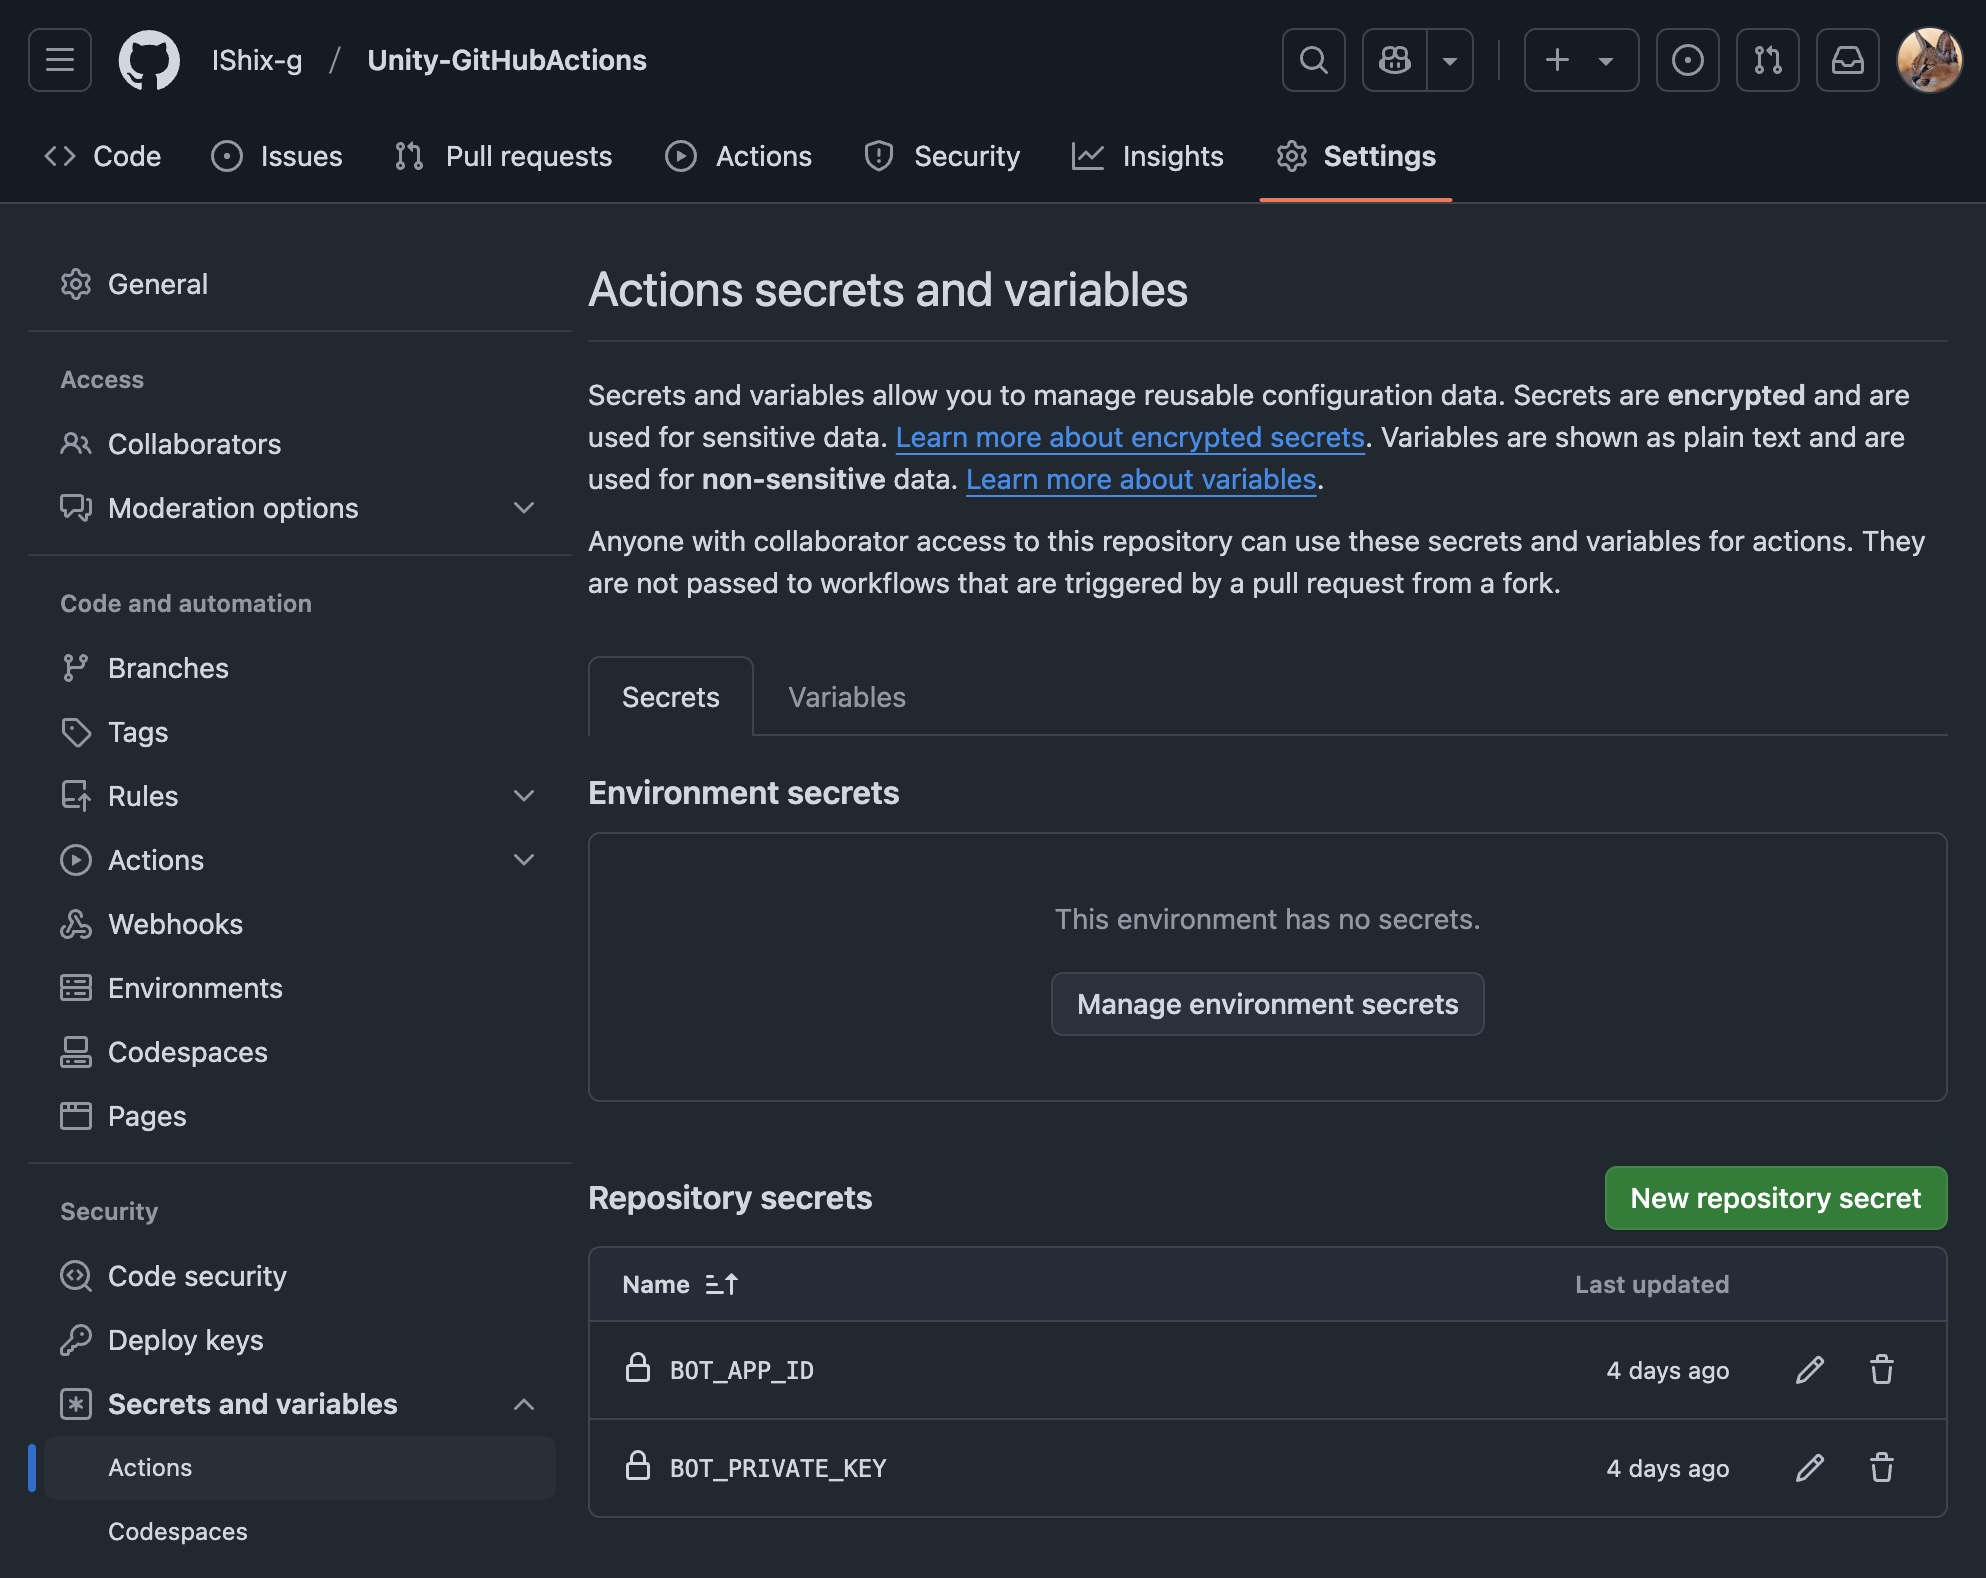 IShix-g / Unity-GitHubActions
Code Issues Pull requests Actions Security Insights Settings
General
Access
Collaborators
Moderation options
Code and automation
Branches
Tags
Rules
Actions
Webhooks
Environments
Codespaces
Pages
Security
Code security
Deploy keys
Secrets and variables
Actions
Codespaces
Actions secrets and variables
Secrets and variables allow you to manage reusable configuration data. Secrets are encrypted and are
used for sensitive data. Learn more about encrypted secrets. Variables are shown as plain text and are
used for non-sensitive data. Learn more about variables.
Anyone with collaborator access to this repository can use these secrets and variables for actions. They
are not passed to workflows that are triggered by a pull request from a fork.
Secrets Variables
Environment secrets
This environment has no secrets.
Manage environment secrets
Repository secrets
New repository secret
Name Last updated
BOT_APP_ID 4 days ago
BOT_PRIVATE_KEY 4 days ago